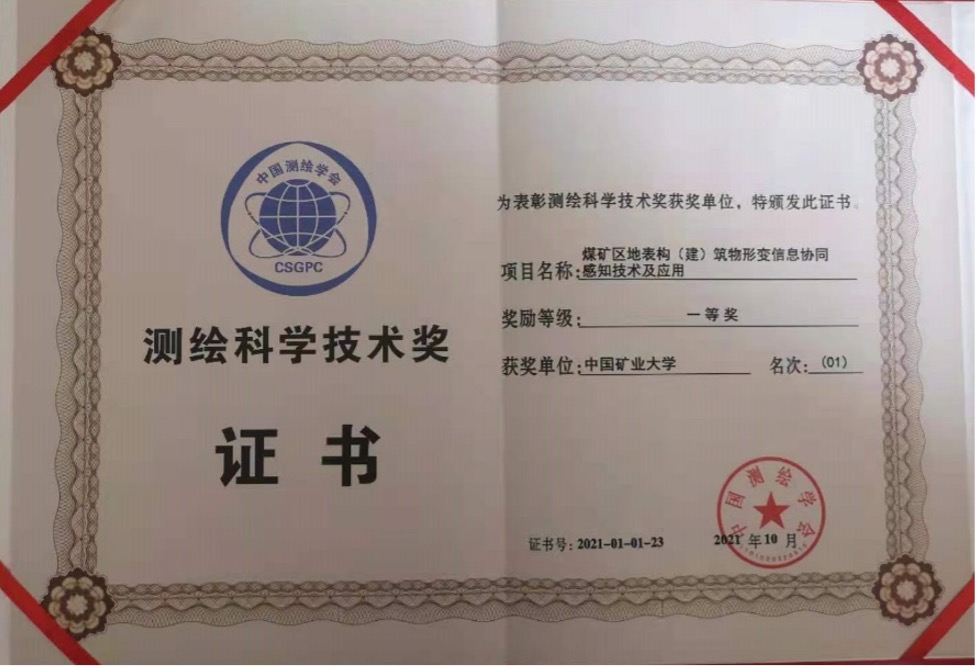 中国测绘学会
CSGPC
测绘科学技术奖
证书
为表彰测绘科学技术奖获奖单位，特颁发此证书。
项目名称：煤矿区地表构（建）筑物形变信息协同
感知技术及应用
奖励等级：一等奖
获奖单位：中国矿业大学 名次：(01)
中国测绘学会
证书号：2021-01-01-23
2021年10月